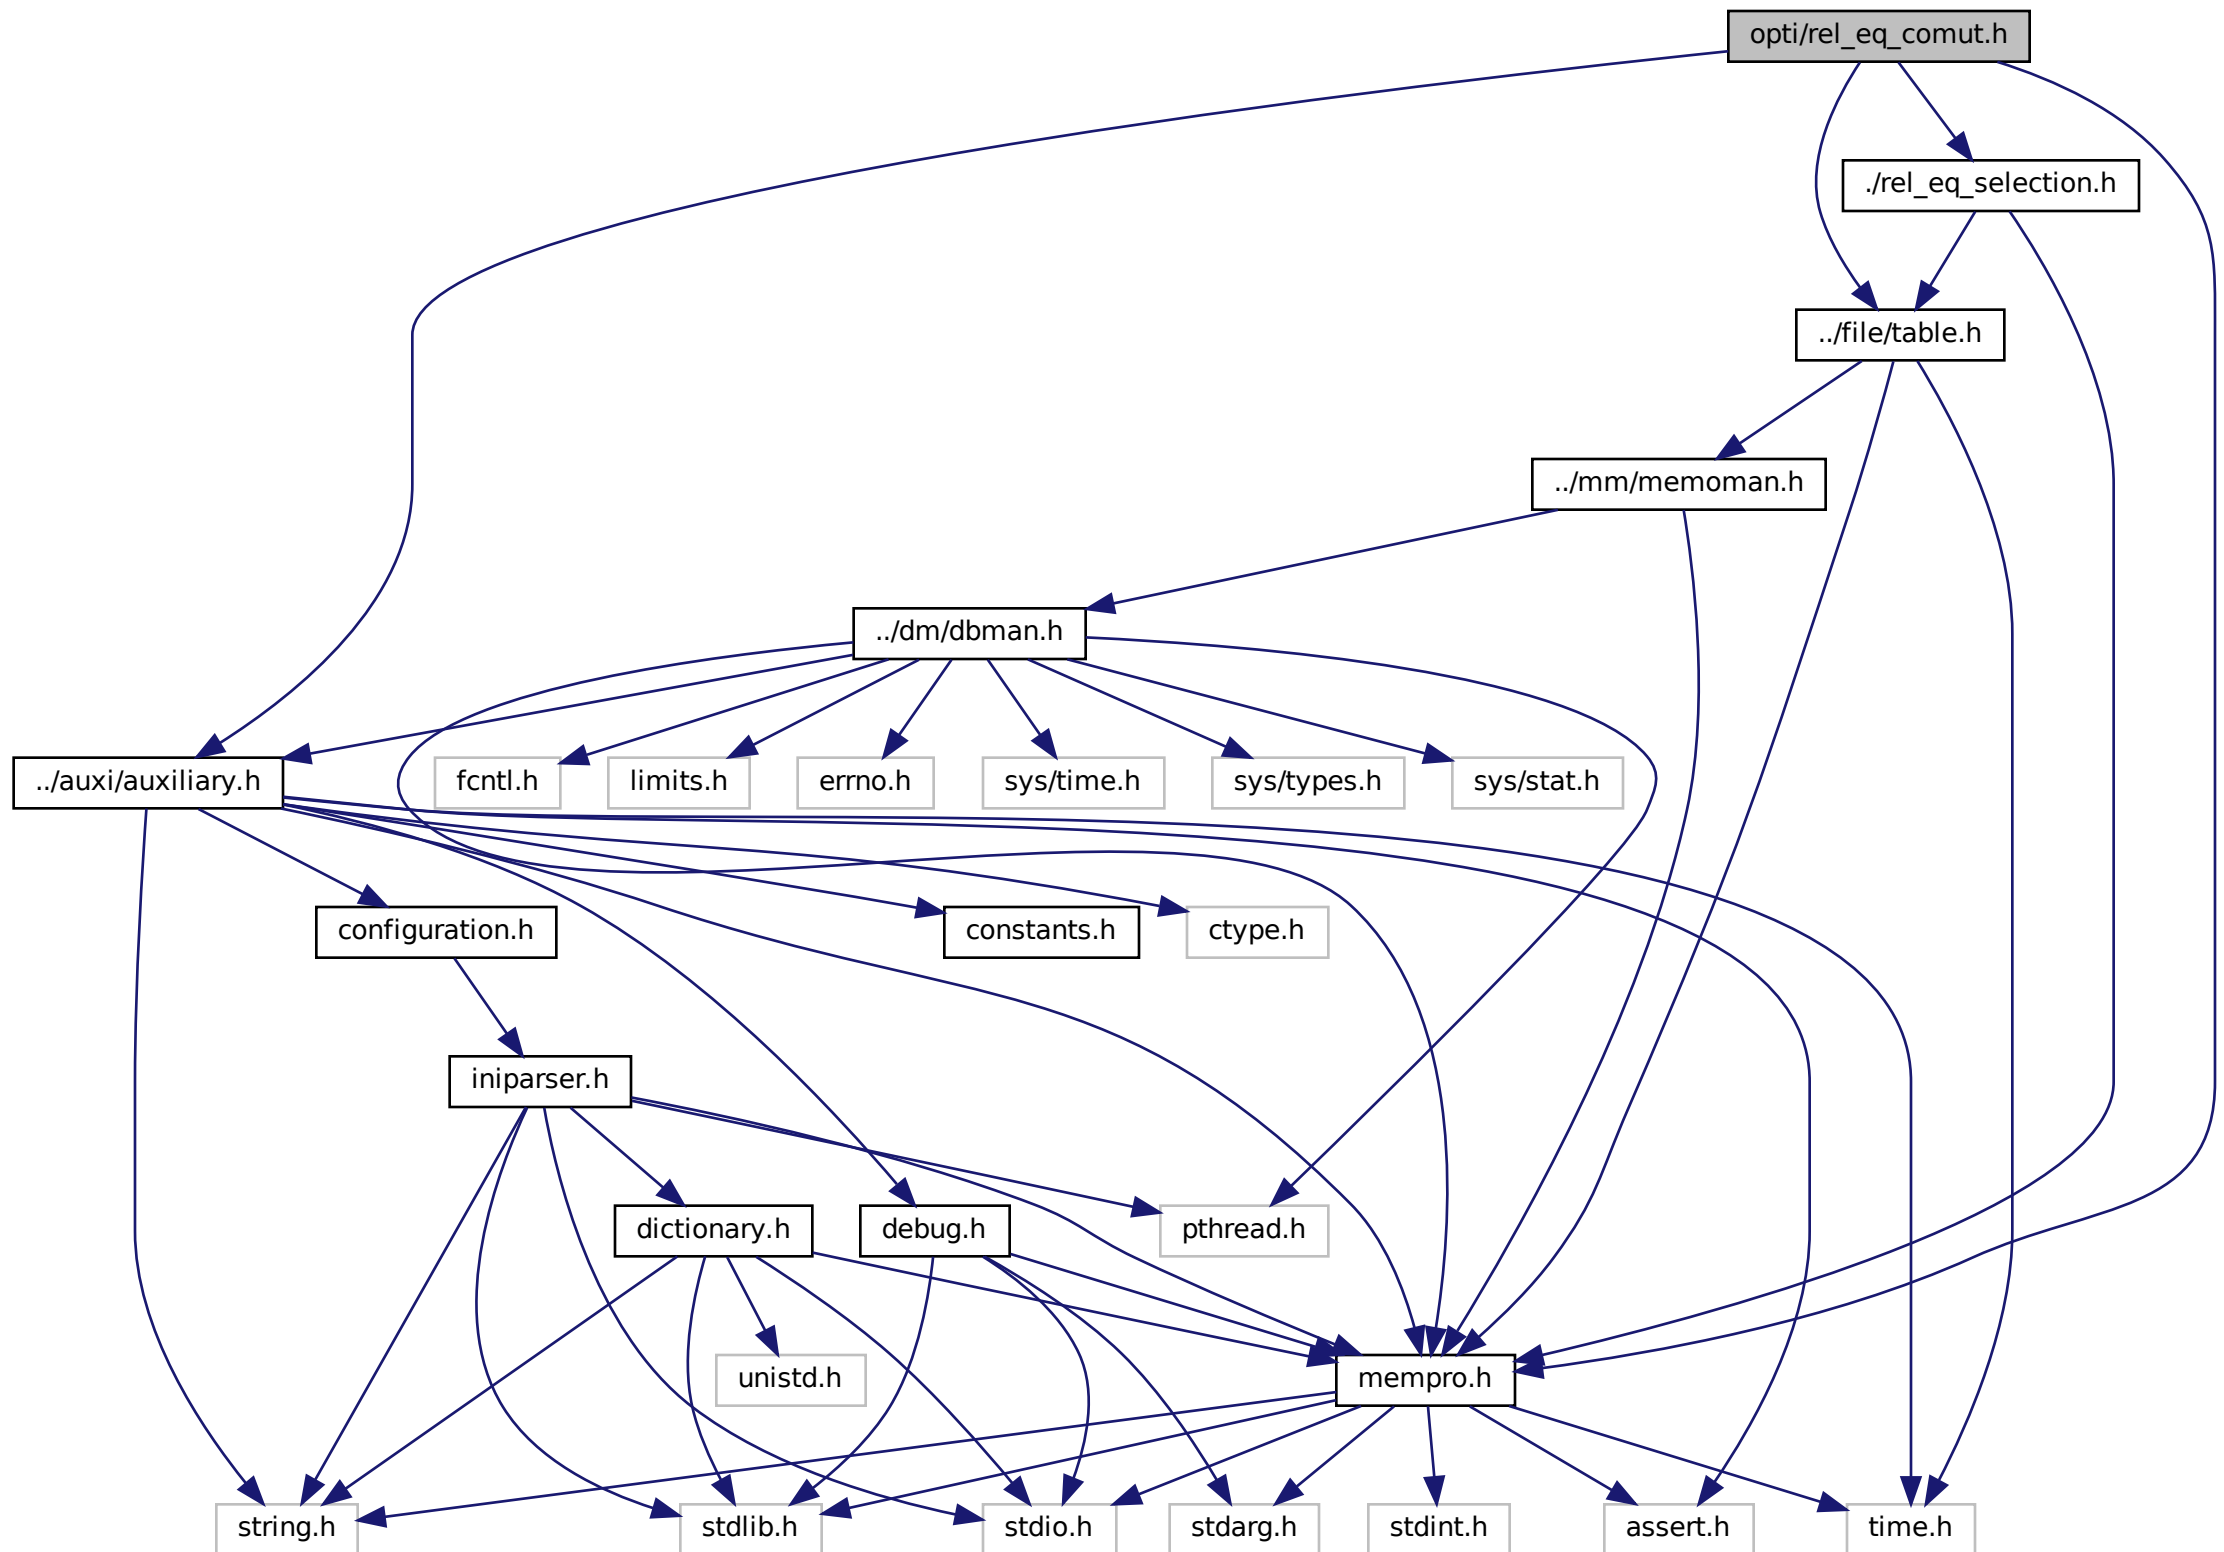 opti/rel_eq_comut.h
./rel_eq_selection.h
../file/table.h
../mm/memoman.h
../dm/dbman.h
../auxi/auxiliary.h
fcntl.h
limits.h
errno.h
sys/time.h
sys/types.h
sys/stat.h
configuration.h
constants.h
ctype.h
iniparser.h
dictionary.h
debug.h
pthread.h
unistd.h
mempro.h
string.h
stdlib.h
stdio.h
stdarg.h
stdint.h
assert.h
time.h